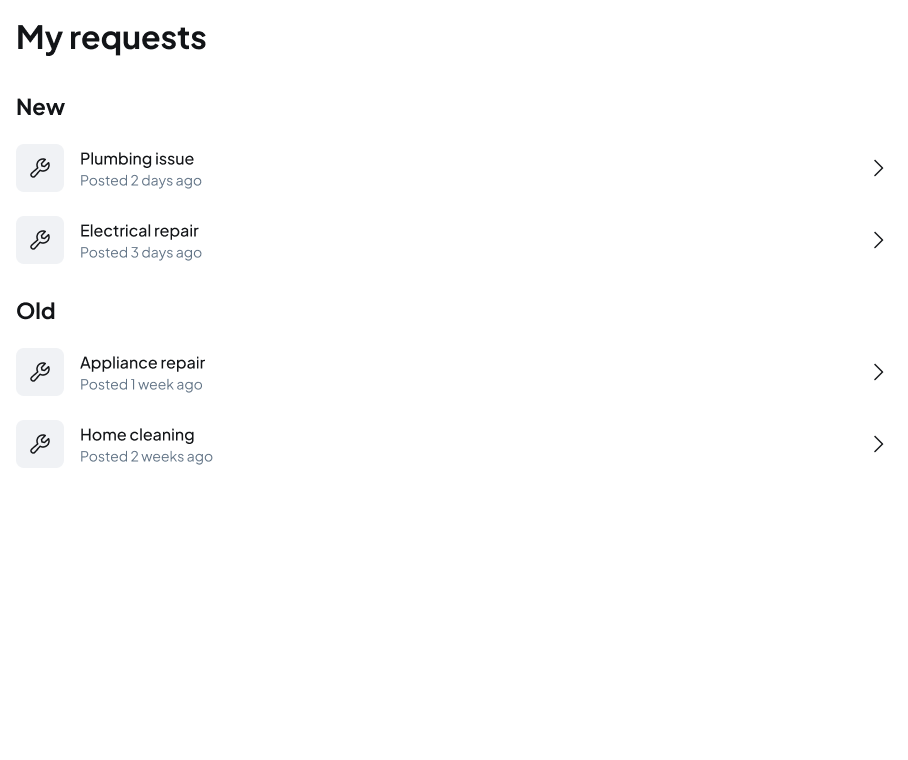 My requests
New
Plumbing issue
Posted 2 days ago
Electrical repair
Posted 3 days ago
Old
Appliance repair
Posted 1 week ago
Home cleaning
Posted 2 weeks ago